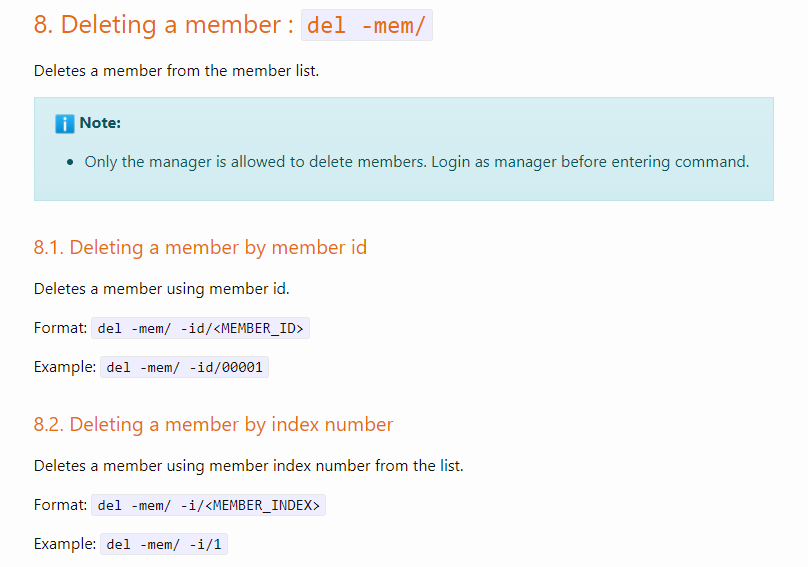 8. Deleting a member : del -mem/
Deletes a member from the member list.
Note:
• Only the manager is allowed to delete members. Login as manager before entering command.
8.1. Deleting a member by member id
Deletes a member using member id.
Format: del -mem/ -id/<MEMBER_ID>
Example: del -mem/ -id/00001
8.2. Deleting a member by index number
Deletes a member using member index number from the list.
Format: del -mem/ -i/<MEMBER_INDEX>
Example: del -mem/ -i/1